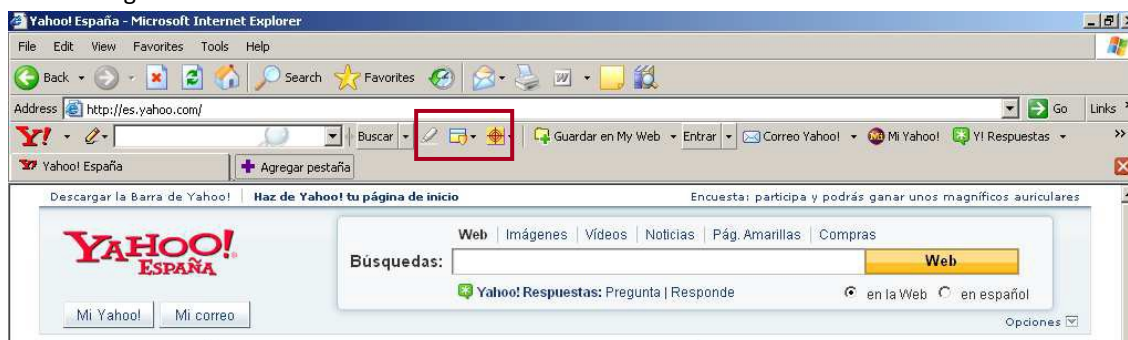 Yahoo! España - Microsoft Internet Explorer
File Edit View Favorites Tools Help
Back Search Favorites
Address http://es.yahoo.com/ Go Links
Y! Buscar Guardar en My Web Entrar Correo Yahoo! Mi Yahoo! Y! Respuestas
Y! Yahoo! España Agregar pestaña
Descargar la Barra de Yahoo! | Haz de Yahoo! tu página de inicio Encuesta: participa y podrás ganar unos magníficos auriculares
YAHOO! ESPAÑA
Web | Imágenes | Vídeos | Noticias | Pág. Amarillas | Compras
Búsquedas: Web
Yahoo! Respuestas: Pregunta | Responde en la Web en español
Mi Yahoo! Mi correo
Opciones